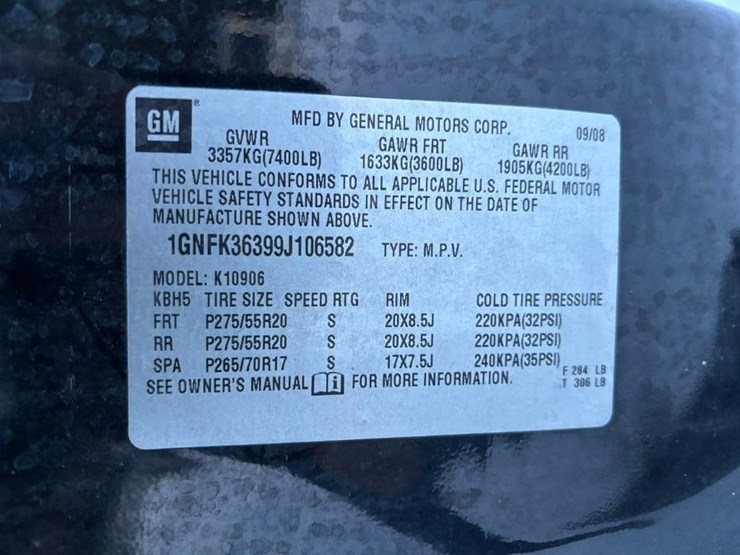 GM ®
MFD BY GENERAL MOTORS CORP. 09/08
GVWR GAWR FRT GAWR RR
3357KG(7400LB) 1633KG(3600LB) 1905KG(4200LB)
THIS VEHICLE CONFORMS TO ALL APPLICABLE U.S. FEDERAL MOTOR
VEHICLE SAFETY STANDARDS IN EFFECT ON THE DATE OF
MANUFACTURE SHOWN ABOVE.
1GNFK36399J106582 TYPE: M.P.V.
MODEL: K10906
KBH5 TIRE SIZE SPEED RTG RIM COLD TIRE PRESSURE
FRT P275/55R20 S 20X8.5J 220KPA(32PSI)
RR P275/55R20 S 20X8.5J 220KPA(32PSI)
SPA P265/70R17 S 17X7.5J 240KPA(35PSI) F 284 LB
SEE OWNER'S MANUAL i FOR MORE INFORMATION. T 306 LB